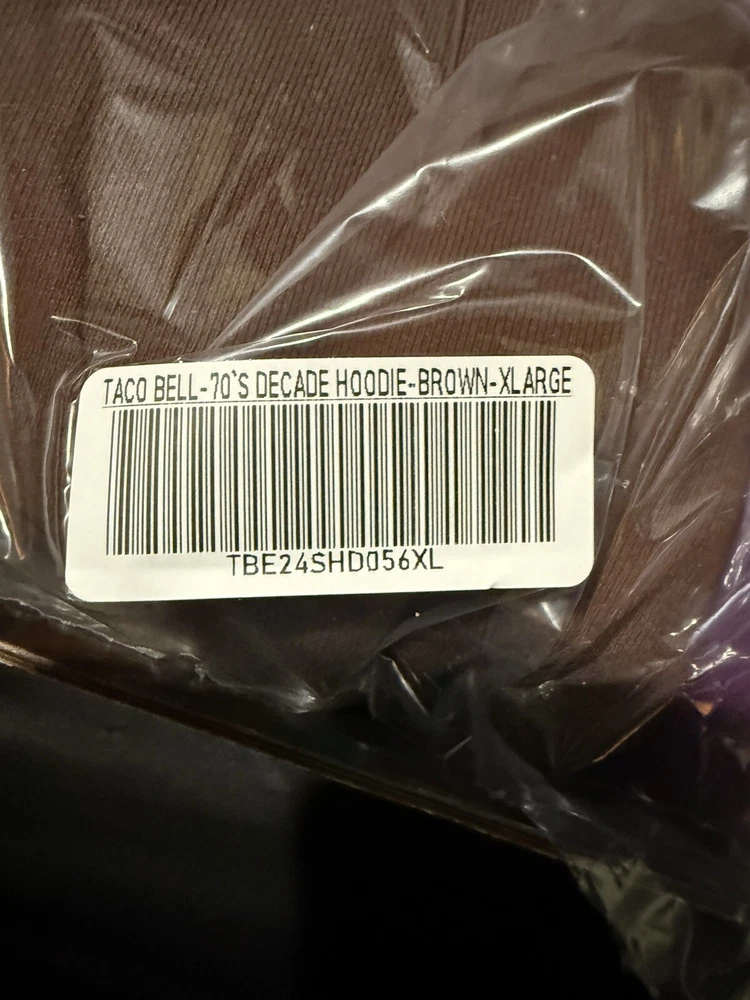 TACO BELL-70`S DECADE HOODIE-BROWN-XLARGE
TBE24SHD056XL